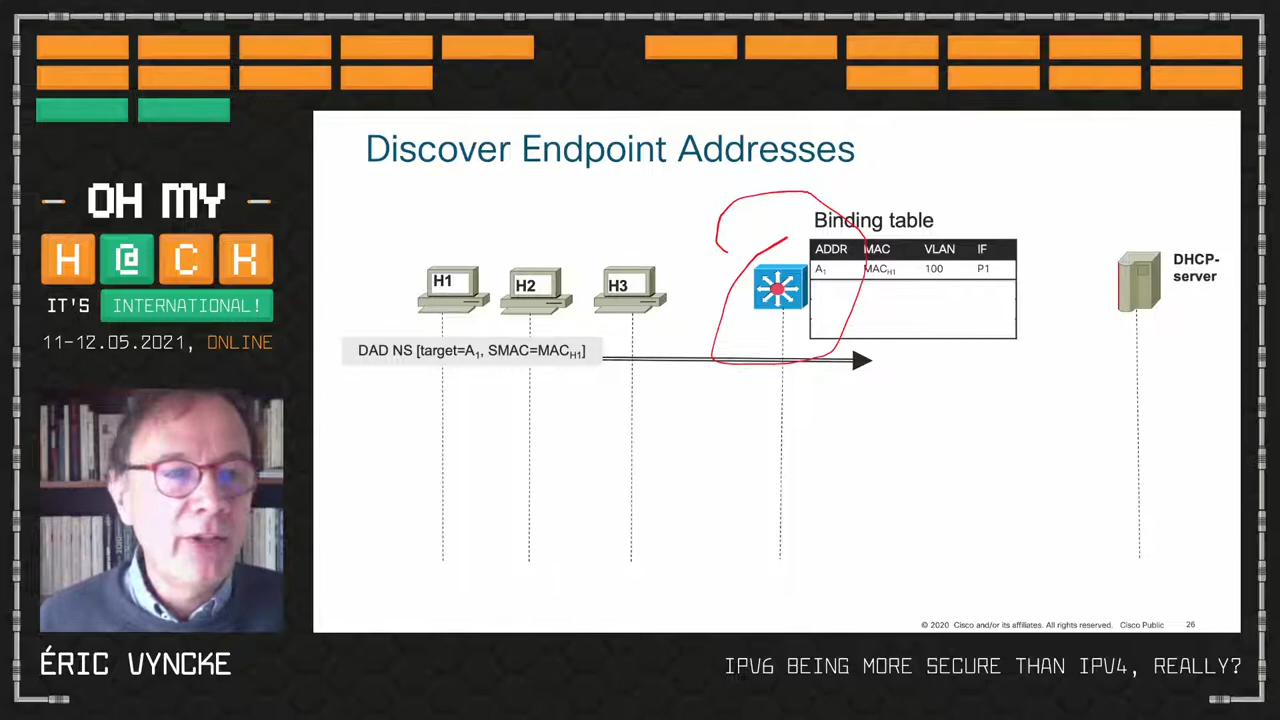 OH MY
H@CK
IT'S INTERNATIONAL!
11-12.05.2021, ONLINE
Discover Endpoint Addresses
Binding table
ADDR MAC VLAN IF
A1 MACH1 100 P1
H1
H2
H3
DHCP-
server
DAD NS [target=A1, SMAC=MACH1]
© 2020 Cisco and/or its affiliates. All rights reserved. Cisco Public 26
ÉRIC VYNCKE
IPV6 BEING MORE SECURE THAN IPV4, REALLY?